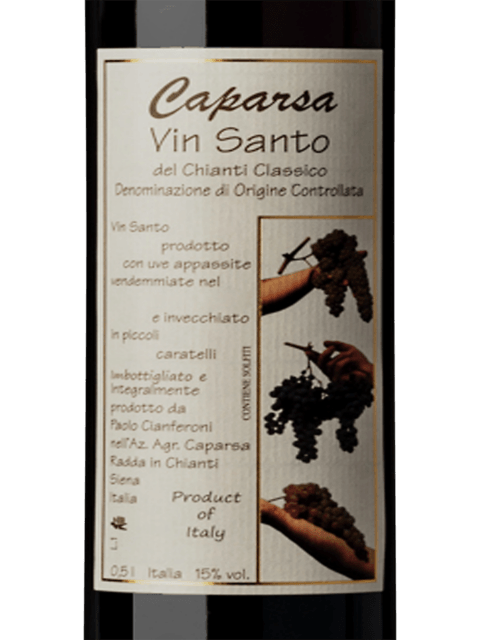 Caparsa
Vin Santo
del Chianti Classico
Denominazione di Origine Controllata
Vin Santo
prodotto
con uve appassite
vendemmiate nel
e invecchiato
in piccoli
caratelli
Imbottigliato e
Integralmente
prodotto da
Paolo Cianferoni
nell'Az. Agr. Caparsa
Radda in Chianti
Siena
Italia
CONTIENE SOLFITI
Product
of
Italy
0,5 l Italia 15% vol.